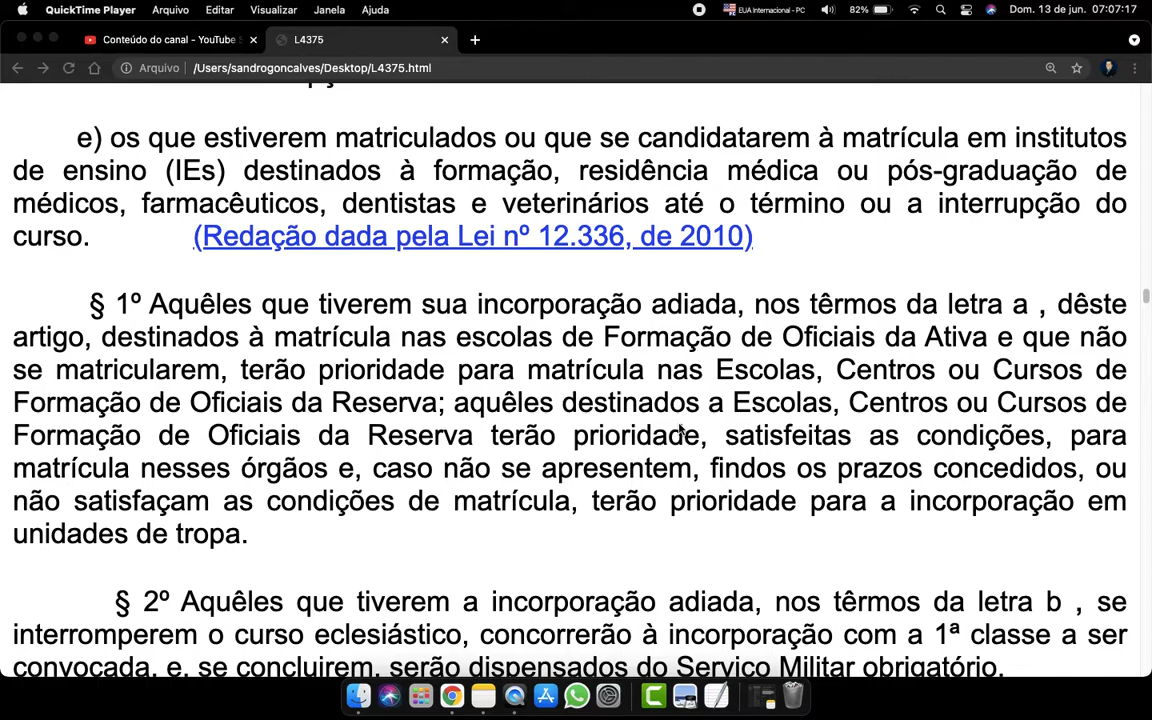 QuickTime Player Arquivo Editar Visualizar Janela Ajuda EUA Internacional - PC 82% Dom. 13 de jun. 07:07:17
Conteúdo do canal - YouTube L4375
Arquivo /Users/sandrogoncalves/Desktop/L4375.html
e) os que estiverem matriculados ou que se candidatarem à matrícula em institutos
de ensino (IEs) destinados à formação, residência médica ou pós-graduação de
médicos, farmacêuticos, dentistas e veterinários até o término ou a interrupção do
curso. (Redação dada pela Lei nº 12.336, de 2010)
§ 1º Aquêles que tiverem sua incorporação adiada, nos têrmos da letra a , dêste
artigo, destinados à matrícula nas escolas de Formação de Oficiais da Ativa e que não
se matricularem, terão prioridade para matrícula nas Escolas, Centros ou Cursos de
Formação de Oficiais da Reserva; aquêles destinados a Escolas, Centros ou Cursos de
Formação de Oficiais da Reserva terão prioridade, satisfeitas as condições, para
matrícula nesses órgãos e, caso não se apresentem, findos os prazos concedidos, ou
não satisfaçam as condições de matrícula, terão prioridade para a incorporação em
unidades de tropa.
§ 2º Aquêles que tiverem a incorporação adiada, nos têrmos da letra b , se
interromperem o curso eclesiástico, concorrerão à incorporação com a 1ª classe a ser
convocada, e, se concluirem, serão dispensados do Serviço Militar obrigatório.